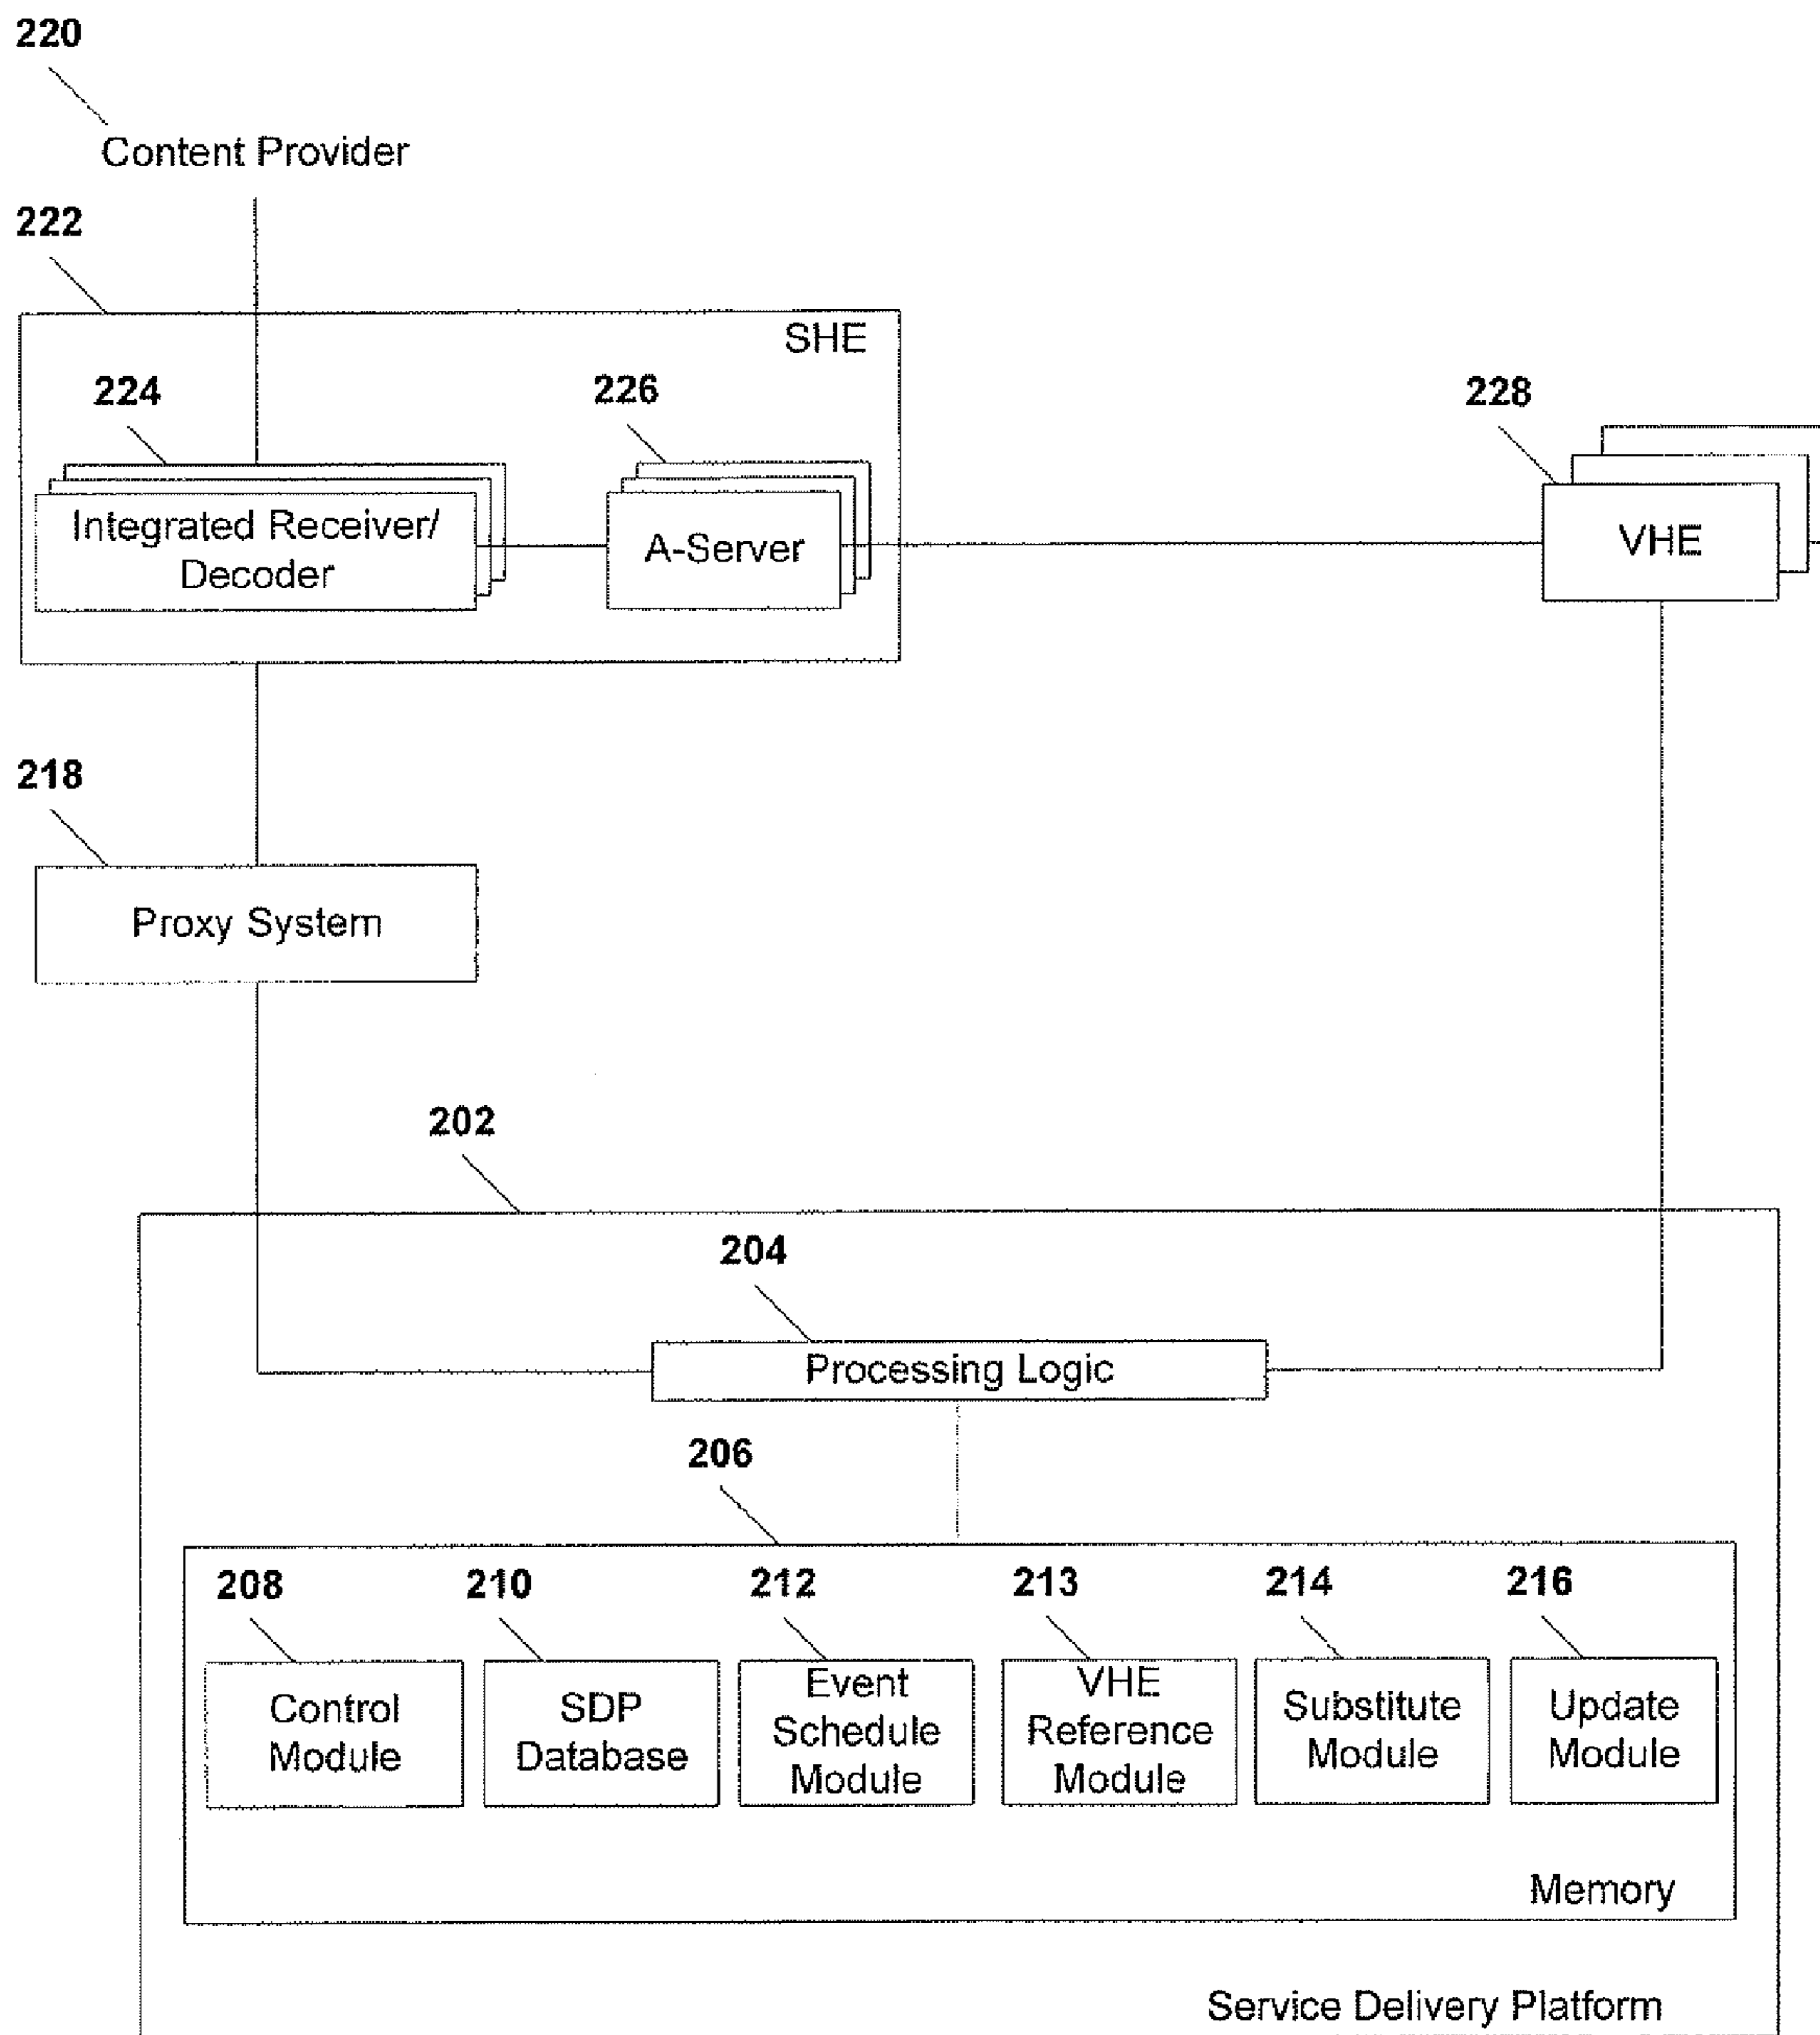 220
Content Provider
222
SHE
224
226
228
Integrated Receiver/
Decoder
A-Server
VHE
218
Proxy System
202
204
Processing Logic
206
208
210
212
213
214
216
Control
Module
SDP
Database
Event
Schedule
Module
VHE
Reference
Module
Substitute
Module
Update
Module
Memory
Service Delivery Platform